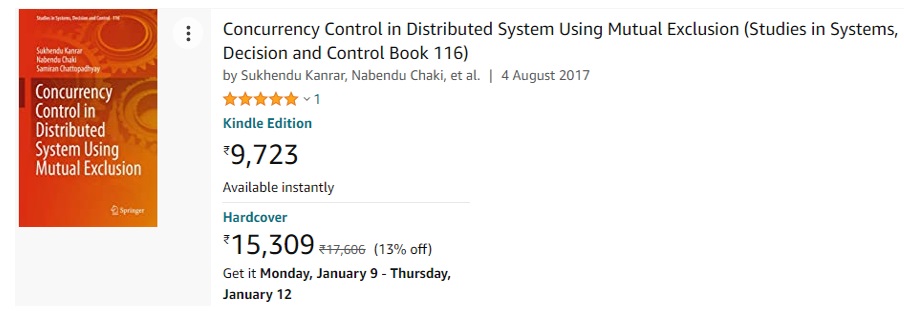 Studies in Systems, Decision and Control 116
Sukhendu Kanrar
Nabendu Chaki
Samiran Chattopadhyay
Concurrency
Control in
Distributed
System Using
Mutual Exclusion
Springer
Concurrency Control in Distributed System Using Mutual Exclusion (Studies in Systems,
Decision and Control Book 116)
by Sukhendu Kanrar, Nabendu Chaki, et al. | 4 August 2017
1
Kindle Edition
₹9,723
Available instantly
Hardcover
₹15,309 ₹17,606 (13% off)
Get it Monday, January 9 - Thursday,
January 12